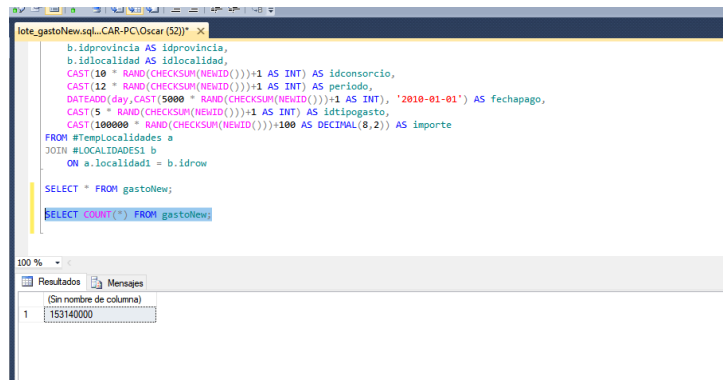 lote_gastoNew.sql...CAR-PC\Oscar (52))* ×
b.idprovincia AS idprovincia,
b.idlocalidad AS idlocalidad,
CAST(10 * RAND(CHECKSUM(NEWID()))+1 AS INT) AS idconsorcio,
CAST(12 * RAND(CHECKSUM(NEWID()))+1 AS INT) AS periodo,
DATEADD(day,CAST(5000 * RAND(CHECKSUM(NEWID()))+1 AS INT), '2010-01-01') AS fechapago,
CAST(5 * RAND(CHECKSUM(NEWID()))+1 AS INT) AS idtipogasto,
CAST(100000 * RAND(CHECKSUM(NEWID()))+100 AS DECIMAL(8,2)) AS importe
FROM #TempLocalidades a
JOIN #LOCALIDADES1 b
ON a.localidad1 = b.idrow
SELECT * FROM gastoNew;
SELECT COUNT(*) FROM gastoNew;
100 %
Resultados Mensajes
(Sin nombre de columna)
1 153140000